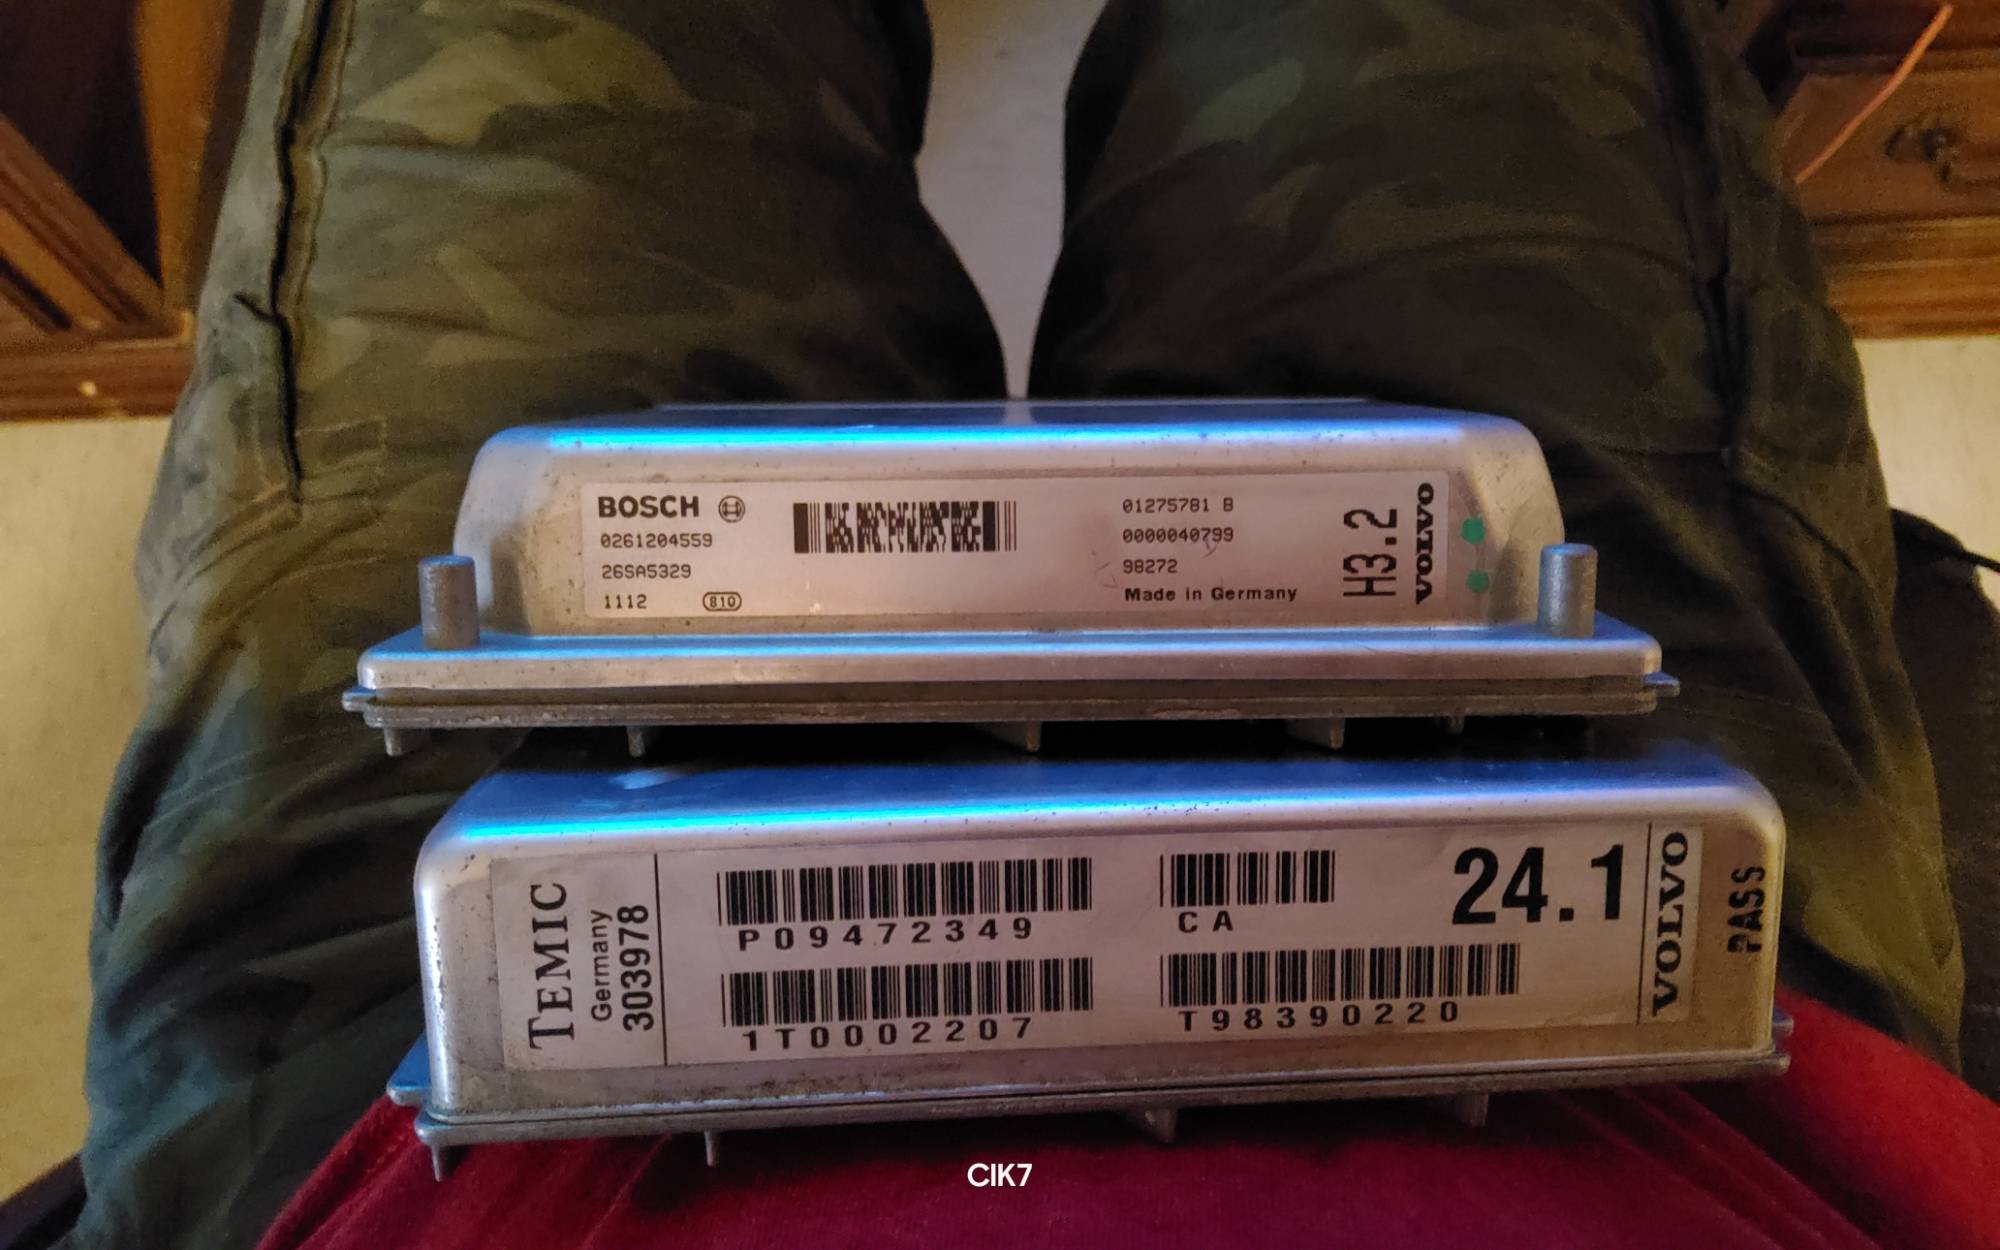 BOSCH
0261204559
26SA5329
1112 810
01275781 B
0000040799
98272
Made in Germany
H3.2
VOLVO
TEMIC
Germany
303978
P09472349
1T0002207
CA
T98390220
24.1
VOLVO
PASS
CIK7